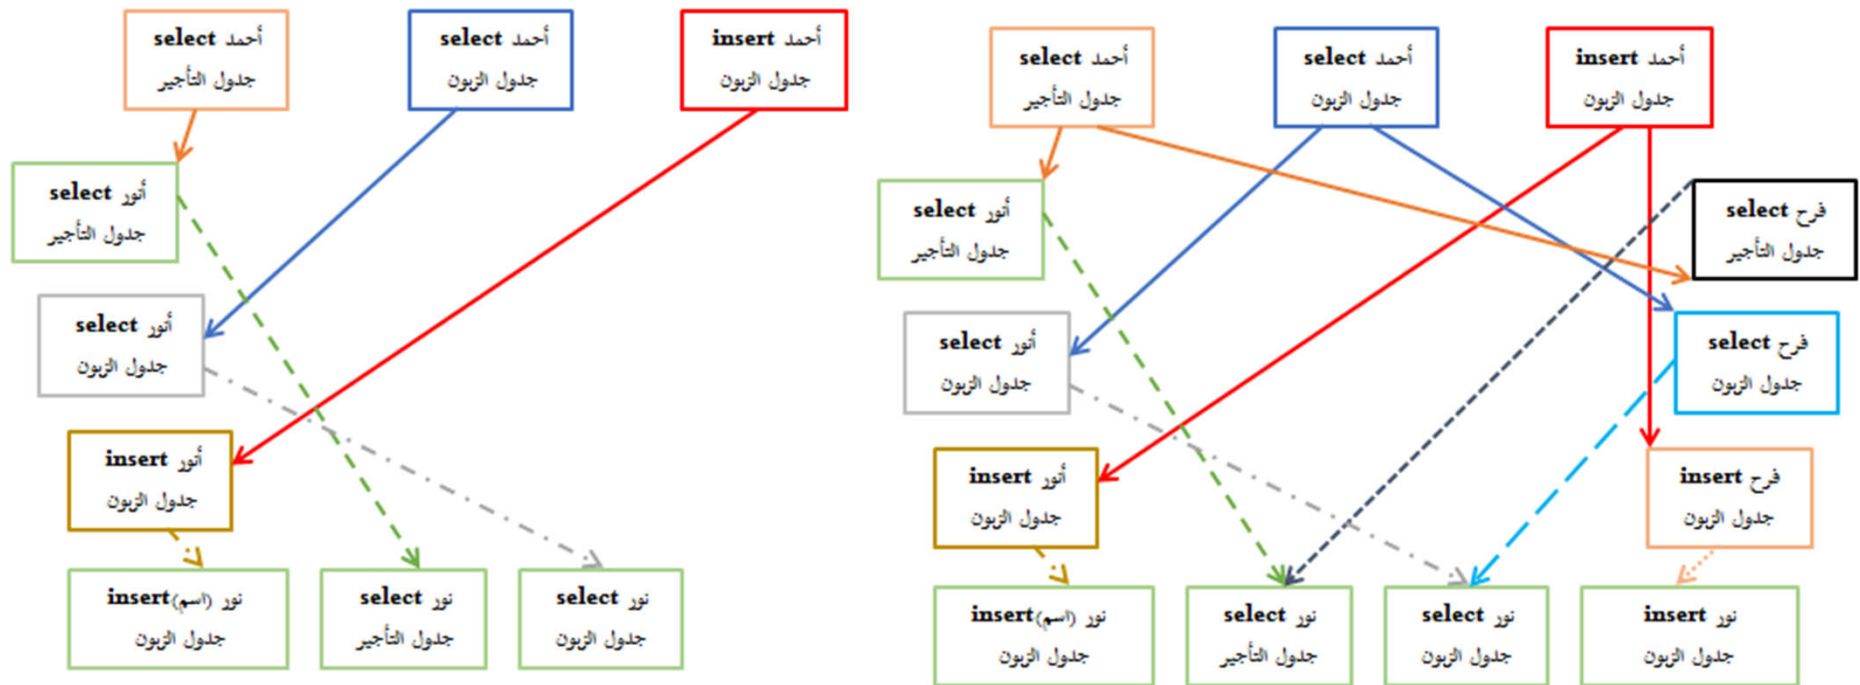 أحمد select
جدول التأجير
أحمد select
جدول الزبون
أحمد insert
جدول الزبون
أنور select
جدول التأجير
أنور select
جدول الزبون
أنور insert
جدول الزبون
نور insert(اسم)
جدول الزبون
نور select
جدول التأجير
نور select
جدول الزبون
أحمد select
جدول التأجير
أحمد select
جدول الزبون
أحمد insert
جدول الزبون
أنور select
جدول التأجير
فرح select
جدول التأجير
أنور select
جدول الزبون
فرح select
جدول الزبون
أنور insert
جدول الزبون
فرح insert
جدول الزبون
نور insert(اسم)
جدول الزبون
نور select
جدول التأجير
نور select
جدول الزبون
نور insert
جدول الزبون